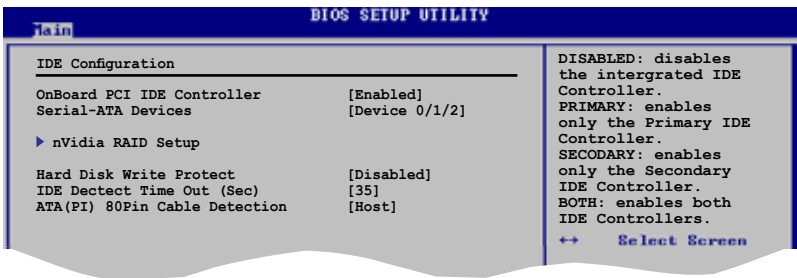 BIOS SETUP UTILITY
Main
IDE Configuration
OnBoard PCI IDE Controller [Enabled]
Serial-ATA Devices [Device 0/1/2]
nVidia RAID Setup
Hard Disk Write Protect [Disabled]
IDE Dectect Time Out (Sec) [35]
ATA(PI) 80Pin Cable Detection [Host]
DISABLED: disables
the intergrated IDE
Controller.
PRIMARY: enables
only the Primary IDE
Controller.
SECODARY: enables
only the Secondary
IDE Controller.
BOTH: enables both
IDE Controllers.
↔ Select Screen